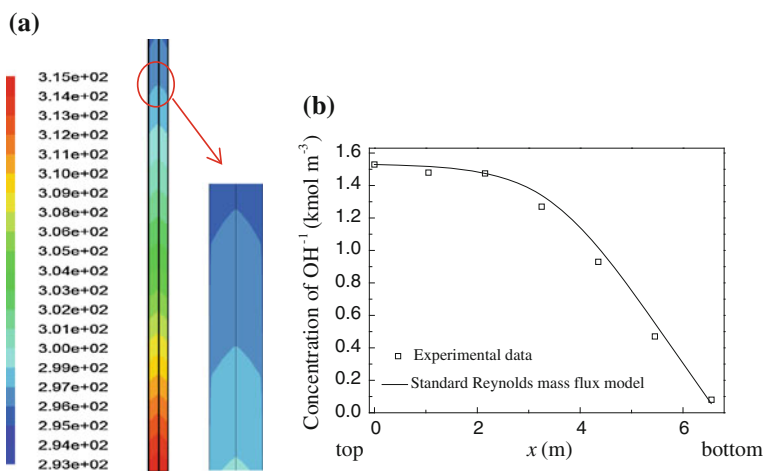 (a)
3.15e+02
3.14e+02
3.13e+02
3.12e+02
3.11e+02
3.10e+02
3.09e+02
3.08e+02
3.06e+02
3.05e+02
3.04e+02
3.03e+02
3.02e+02
3.01e+02
3.00e+02
2.99e+02
2.97e+02
2.96e+02
2.95e+02
2.94e+02
2.93e+02
(b)
Concentration of OH⁻¹ (kmol m⁻³)
1.6
1.4
1.2
1.0
0.8
0.6
0.4
0.2
0.0
Experimental data
Standard Reynolds mass flux model
0 2 4 6
top x (m) bottom